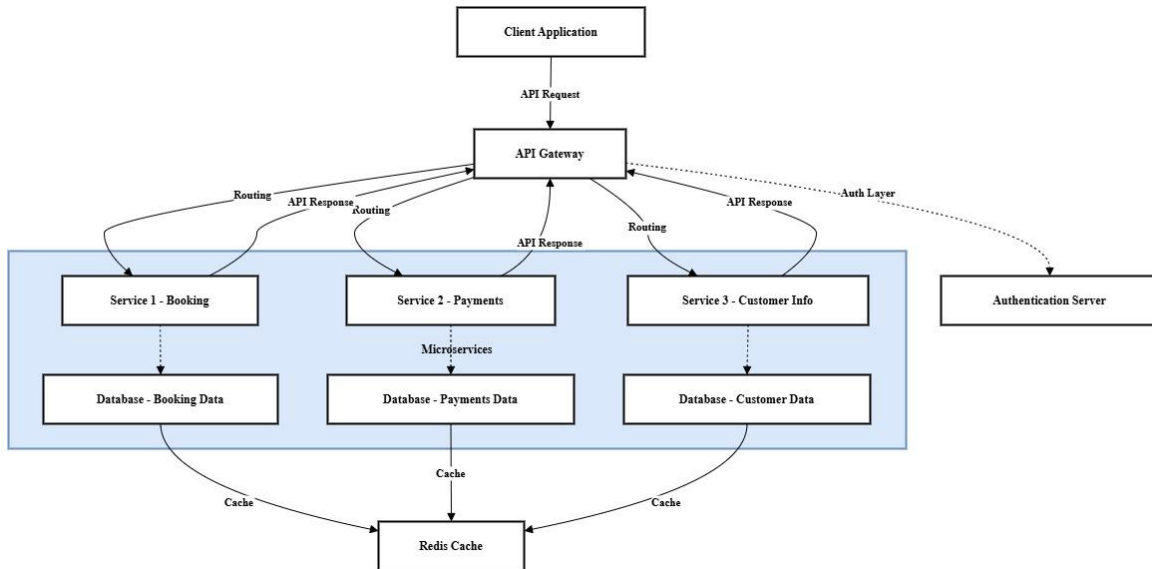 Client Application
API Request
API Gateway
Auth Layer
Routing
API Response
Routing
API Response
Routing
API Response
Service 1 - Booking
Service 2 - Payments
Service 3 - Customer Info
Authentication Server
Microservices
Database - Booking Data
Database - Payments Data
Database - Customer Data
Cache
Cache
Cache
Redis Cache